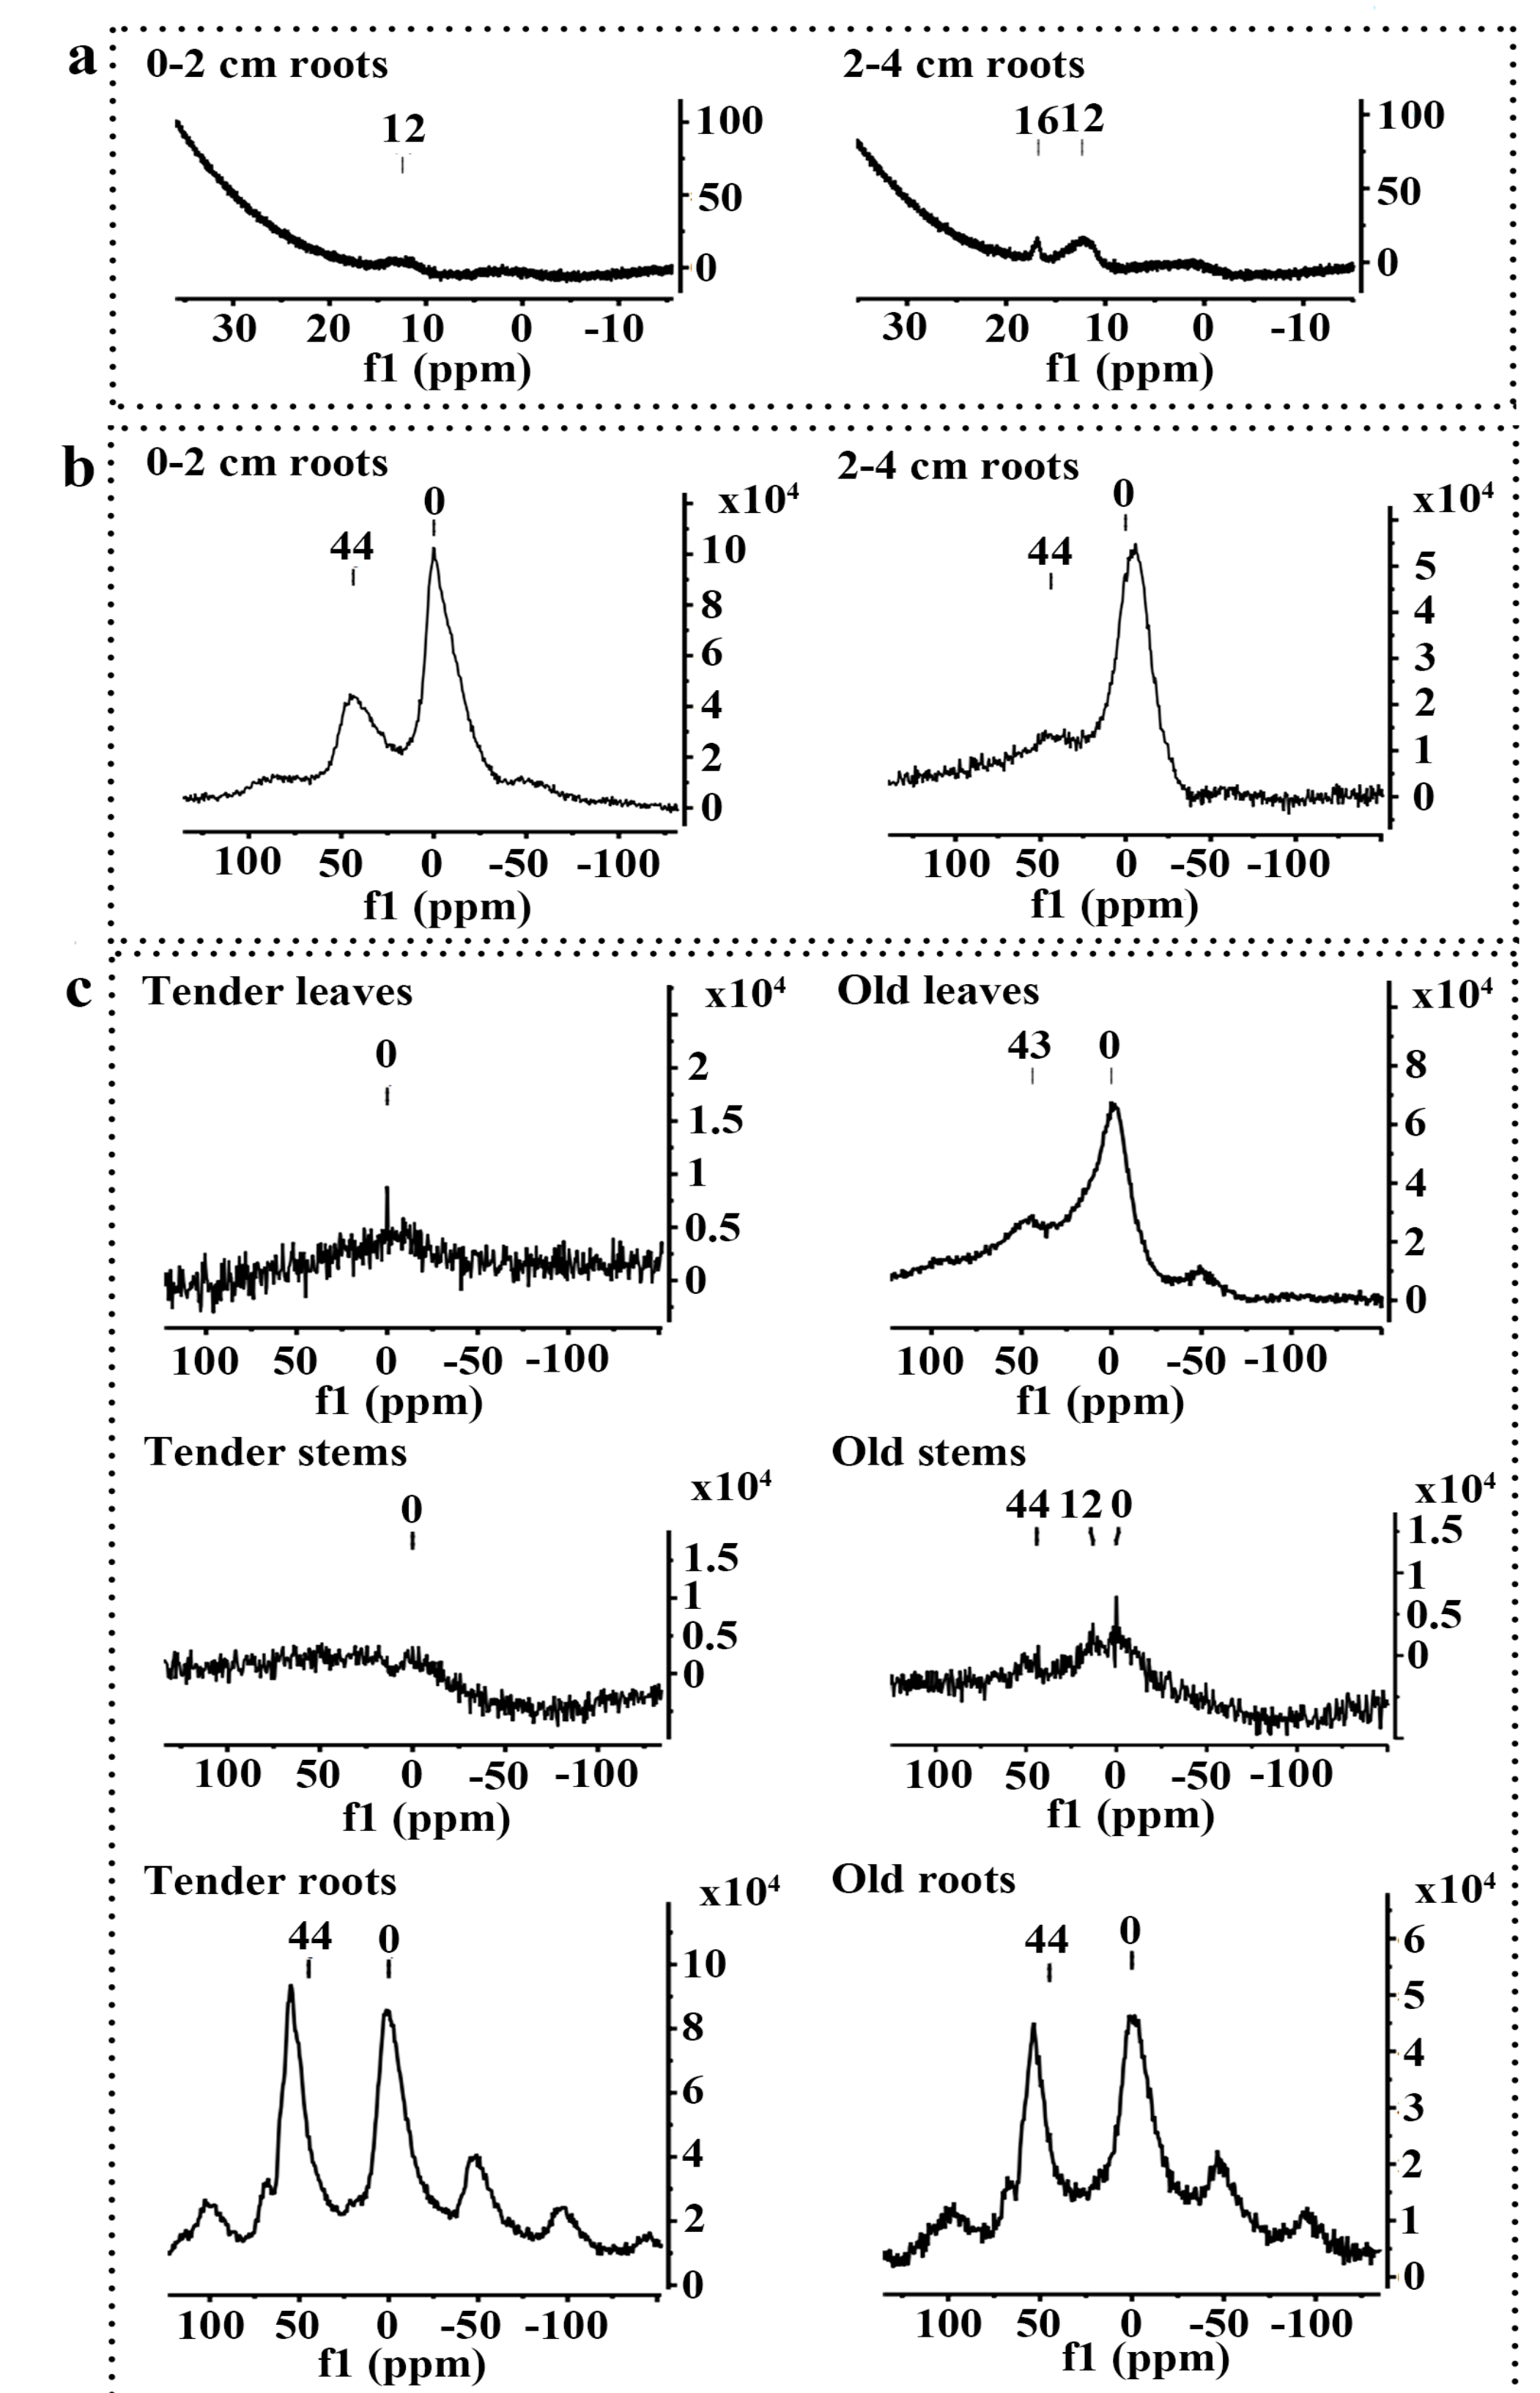 a
0-2 cm roots
12
100
50
0
30 20 10 0 -10
f1 (ppm)
2-4 cm roots
16 12
100
50
0
30 20 10 0 -10
f1 (ppm)
b
0-2 cm roots
x10⁴
0
44
10
8
6
4
2
0
100 50 0 -50 -100
f1 (ppm)
2-4 cm roots
x10⁴
0
44
5
4
3
2
1
0
100 50 0 -50 -100
f1 (ppm)
c
Tender leaves
x10⁴
0
2
1.5
1
0.5
0
100 50 0 -50 -100
f1 (ppm)
Old leaves
x10⁴
43 0
8
6
4
2
0
100 50 0 -50 -100
f1 (ppm)
Tender stems
x10⁴
0
1.5
1
0.5
0
100 50 0 -50 -100
f1 (ppm)
Old stems
x10⁴
44 12 0
1.5
1
0.5
0
100 50 0 -50 -100
f1 (ppm)
Tender roots
x10⁴
44 0
10
8
6
4
2
0
100 50 0 -50 -100
f1 (ppm)
Old roots
x10⁴
44 0
6
5
4
3
2
1
0
100 50 0 -50 -100
f1 (ppm)